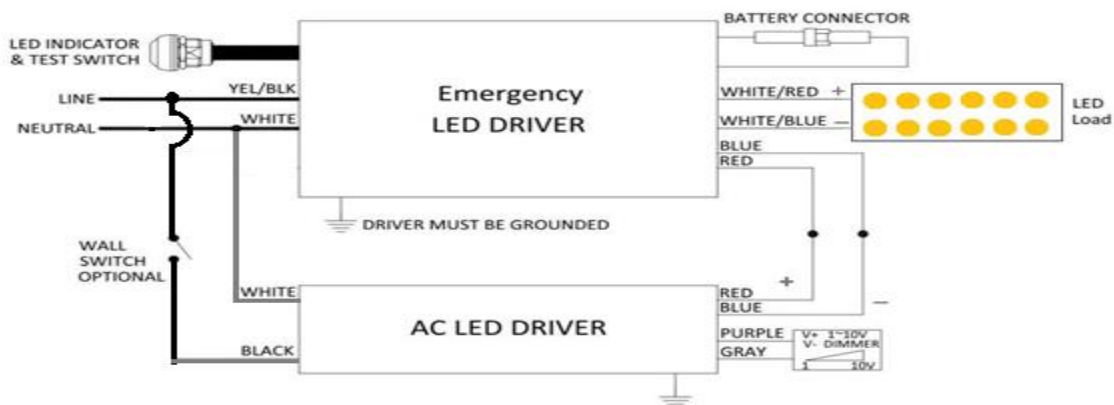 BATTERY CONNECTOR
LED INDICATOR
& TEST SWITCH
YEL/BLK
LINE
WHITE
NEUTRAL
Emergency
LED DRIVER
WHITE/RED +
WHITE/BLUE −
LED
Load
BLUE
RED
DRIVER MUST BE GROUNDED
WALL
SWITCH
OPTIONAL
WHITE
BLACK
AC LED DRIVER
+
RED
−
BLUE
PURPLE
GRAY
V+ 1~10V
V- DIMMER
1 10V